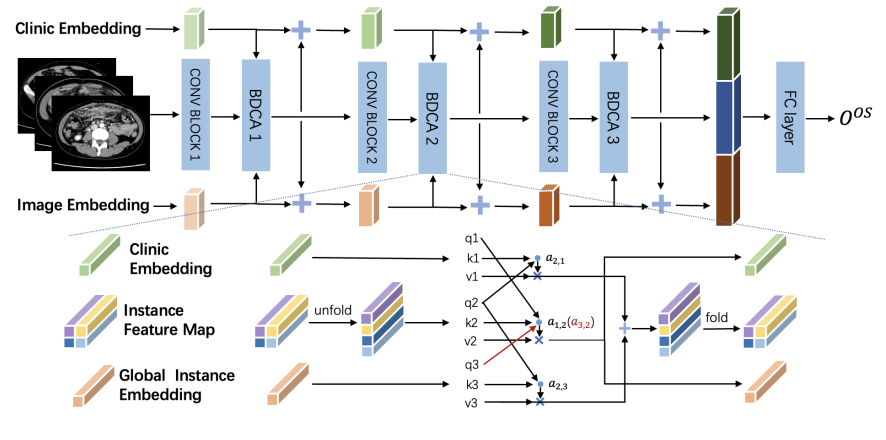 Clinic Embedding
CONV BLOCK 1
BDCA 1
CONV BLOCK 2
BDCA 2
CONV BLOCK 3
BDCA 3
FC layer
O^{OS}
Image Embedding
Clinic
Embedding
Instance
Feature Map
Global Instance
Embedding
unfold
q1
k1
v1
q2
k2
v2
q3
k3
v3
a_{2,1}
a_{1,2}(a_{3,2})
a_{2,3}
fold